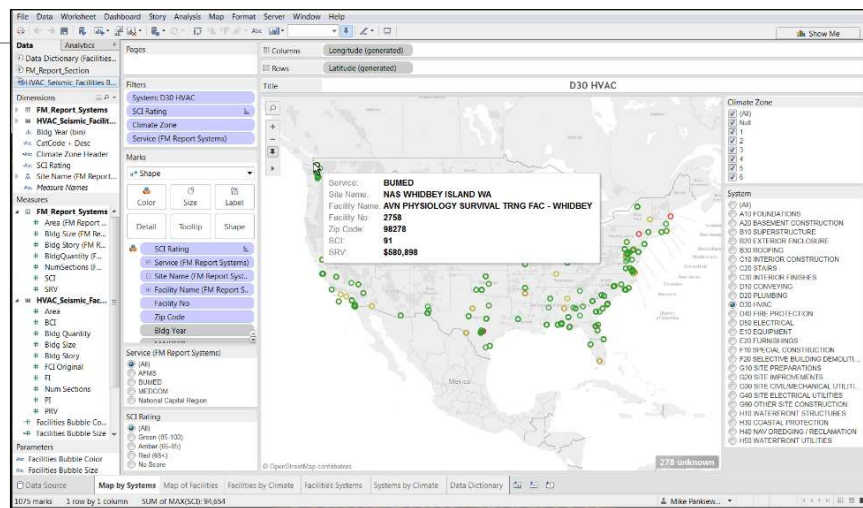 File Data Worksheet Dashboard Story Analysis Map Format Server Window Help
Abc
Show Me
Data Analytics
Data Dictionary (Facilities...
FM_Report_Section
HVAC_Seismic_Facilities B...
Dimensions
FM_Report_Systems
HVAC_Seismic_Facilit...
Bldg Year (bin)
CatCode + Desc
Climate Zone Header
SCI Rating
Site Name (FM Report ...
Measure Names
Measures
FM_Report_Systems
Area (FM Report ...
Bldg Size (FM Re...
Bldg Story (FM R...
BldgQuantity (F...
NumSections (F...
SCI
SRV
HVAC_Seismic_Fac...
Area
BCI
Bldg Quantity
Bldg Size
Bldg Story
FCI Original
FI
Num Sections
PI
PRV
Facilities Bubble Co...
Facilities Bubble Size
Parameters
Facilities Bubble Color
Facilities Bubble Size
Pages
Filters
System: D30 HVAC
SCI Rating
Climate Zone
Service (FM Report Systems)
Marks
Shape
Color Size Label
Detail Tooltip Shape
SCI Rating
Service (FM Report Systems)
Site Name (FM Report Syst...
Facility Name (FM Report S...
Facility No
Zip Code
Bldg Year
Service (FM Report Systems)
(All)
AFMS
BUMED
MEDCOM
National Capital Region
SCI Rating
(All)
Green (85-100)
Amber (65-85)
Red (65<)
No Score
Columns Longitude (generated)
Rows Latitude (generated)
Title D30 HVAC
Service: BUMED
Site Name: NAS WHIDBEY ISLAND WA
Facility Name: AVN PHYSIOLOGY SURVIVAL TRNG FAC - WHIDBEY
Facility No: 2758
Zip Code: 98278
SCI: 91
SRV: $580,898
Mexico
© OpenStreetMap contributors
278 unknown
Climate Zone
(All)
Null
1
2
3
4
5
6
System
(All)
A10 FOUNDATIONS
A20 BASEMENT CONSTRUCTION
B10 SUPERSTRUCTURE
B20 EXTERIOR ENCLOSURE
B30 ROOFING
C10 INTERIOR CONSTRUCTION
C20 STAIRS
C30 INTERIOR FINISHES
D10 CONVEYING
D20 PLUMBING
D30 HVAC
D40 FIRE PROTECTION
D50 ELECTRICAL
E10 EQUIPMENT
E20 FURNISHINGS
F10 SPECIAL CONSTRUCTION
F20 SELECTIVE BUILDING DEMOLITI...
G10 SITE PREPARATIONS
G20 SITE IMPROVEMENTS
G30 SITE CIVIL/MECHANICAL UTILITI...
G40 SITE ELECTRICAL UTILITIES
G90 OTHER SITE CONSTRUCTION
H10 WATERFRONT STRUCTURES
H30 COASTAL PROTECTION
H40 NAV DREDGING / RECLAMATION
H50 WATERFRONT UTILITIES
Data Source Map by Systems Map of Facilities Facilities by Climate Facilities Systems Systems by Climate Data Dictionary
1075 marks 1 row by 1 column SUM of MAX(SCI): 94,654
Mike Pankiew...